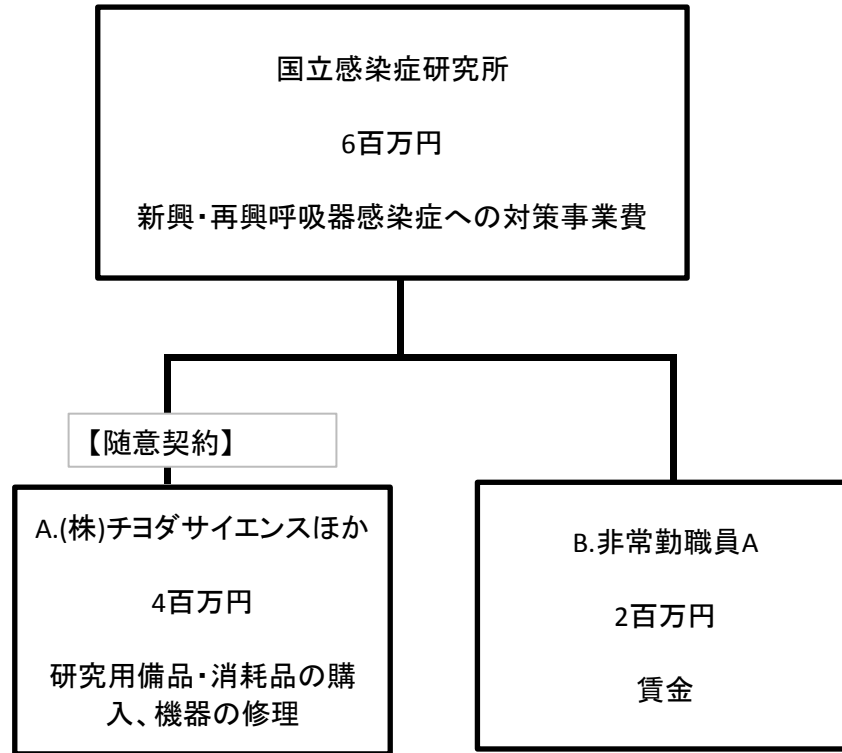 国立感染症研究所
6百万円
新興・再興呼吸器感染症への対策事業費
【随意契約】
A.(株)チヨダサイエンスほか
4百万円
研究用備品・消耗品の購
入、機器の修理
B.非常勤職員A
2百万円
賃金